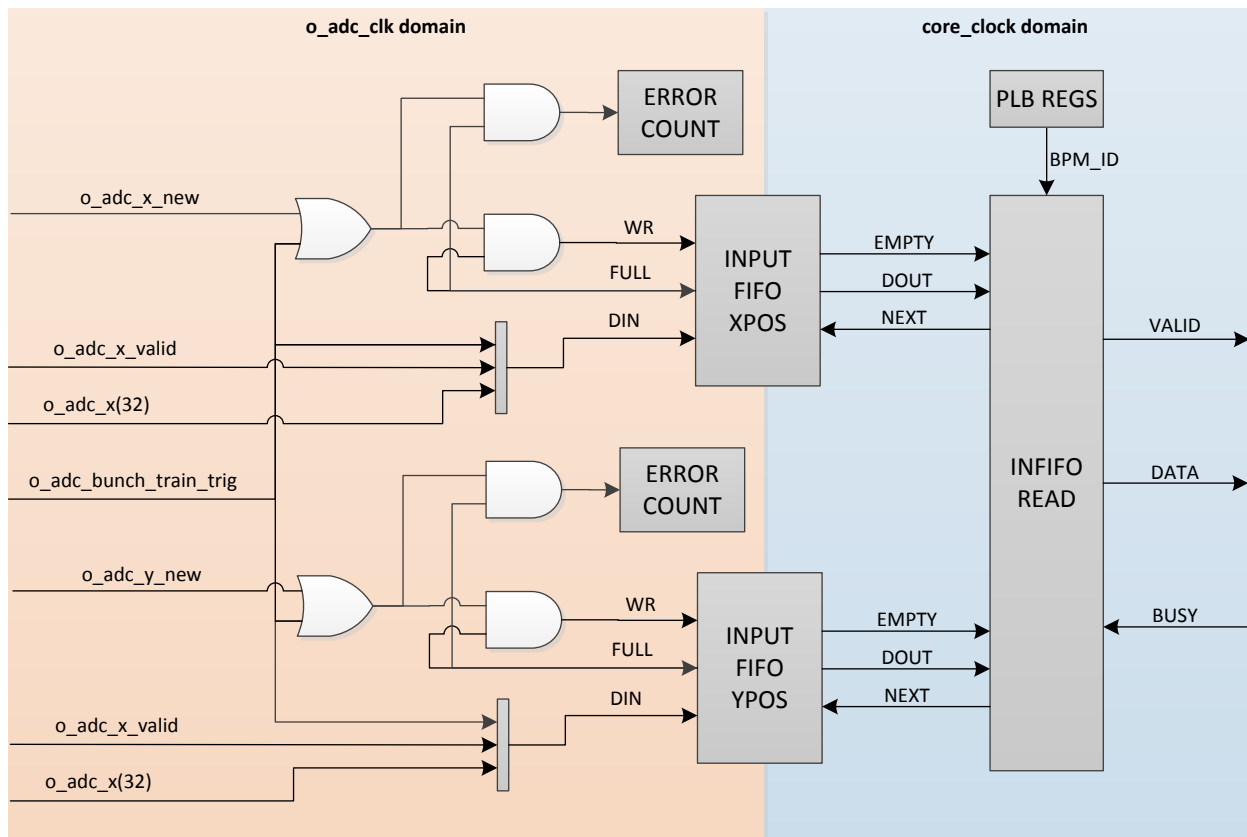 o_adc_clk domain
core_clock domain
ERROR
COUNT
PLB REGS
BPM_ID
o_adc_x_new
WR
FULL
DIN
INPUT
FIFO
XPOS
EMPTY
DOUT
NEXT
o_adc_x_valid
o_adc_x(32)
VALID
o_adc_bunch_train_trig
ERROR
COUNT
INFIFO
READ
DATA
o_adc_y_new
WR
FULL
DIN
INPUT
FIFO
YPOS
EMPTY
DOUT
NEXT
BUSY
o_adc_x_valid
o_adc_x(32)